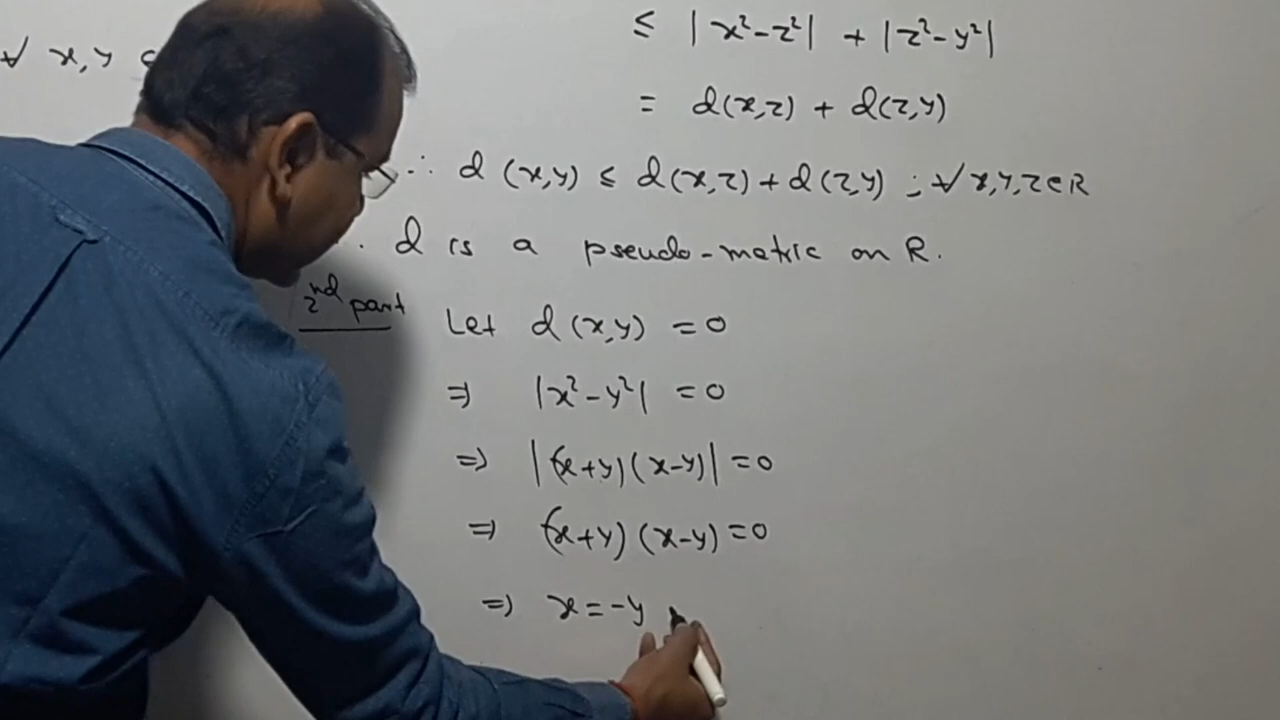 ≤ |x²-z²| + |z²-y²|
∀ x,y
= d(x,z) + d(z,y)
∴ d(x,y) ≤ d(x,z)+d(z,y) ; ∀ x,y,z∈R
d is a pseudo-metric on R.
2nd part Let d(x,y) = 0
⇒ |x²-y²| = 0
⇒ |(x+y)(x-y)| = 0
⇒ (x+y)(x-y) = 0
⇒ x = -y